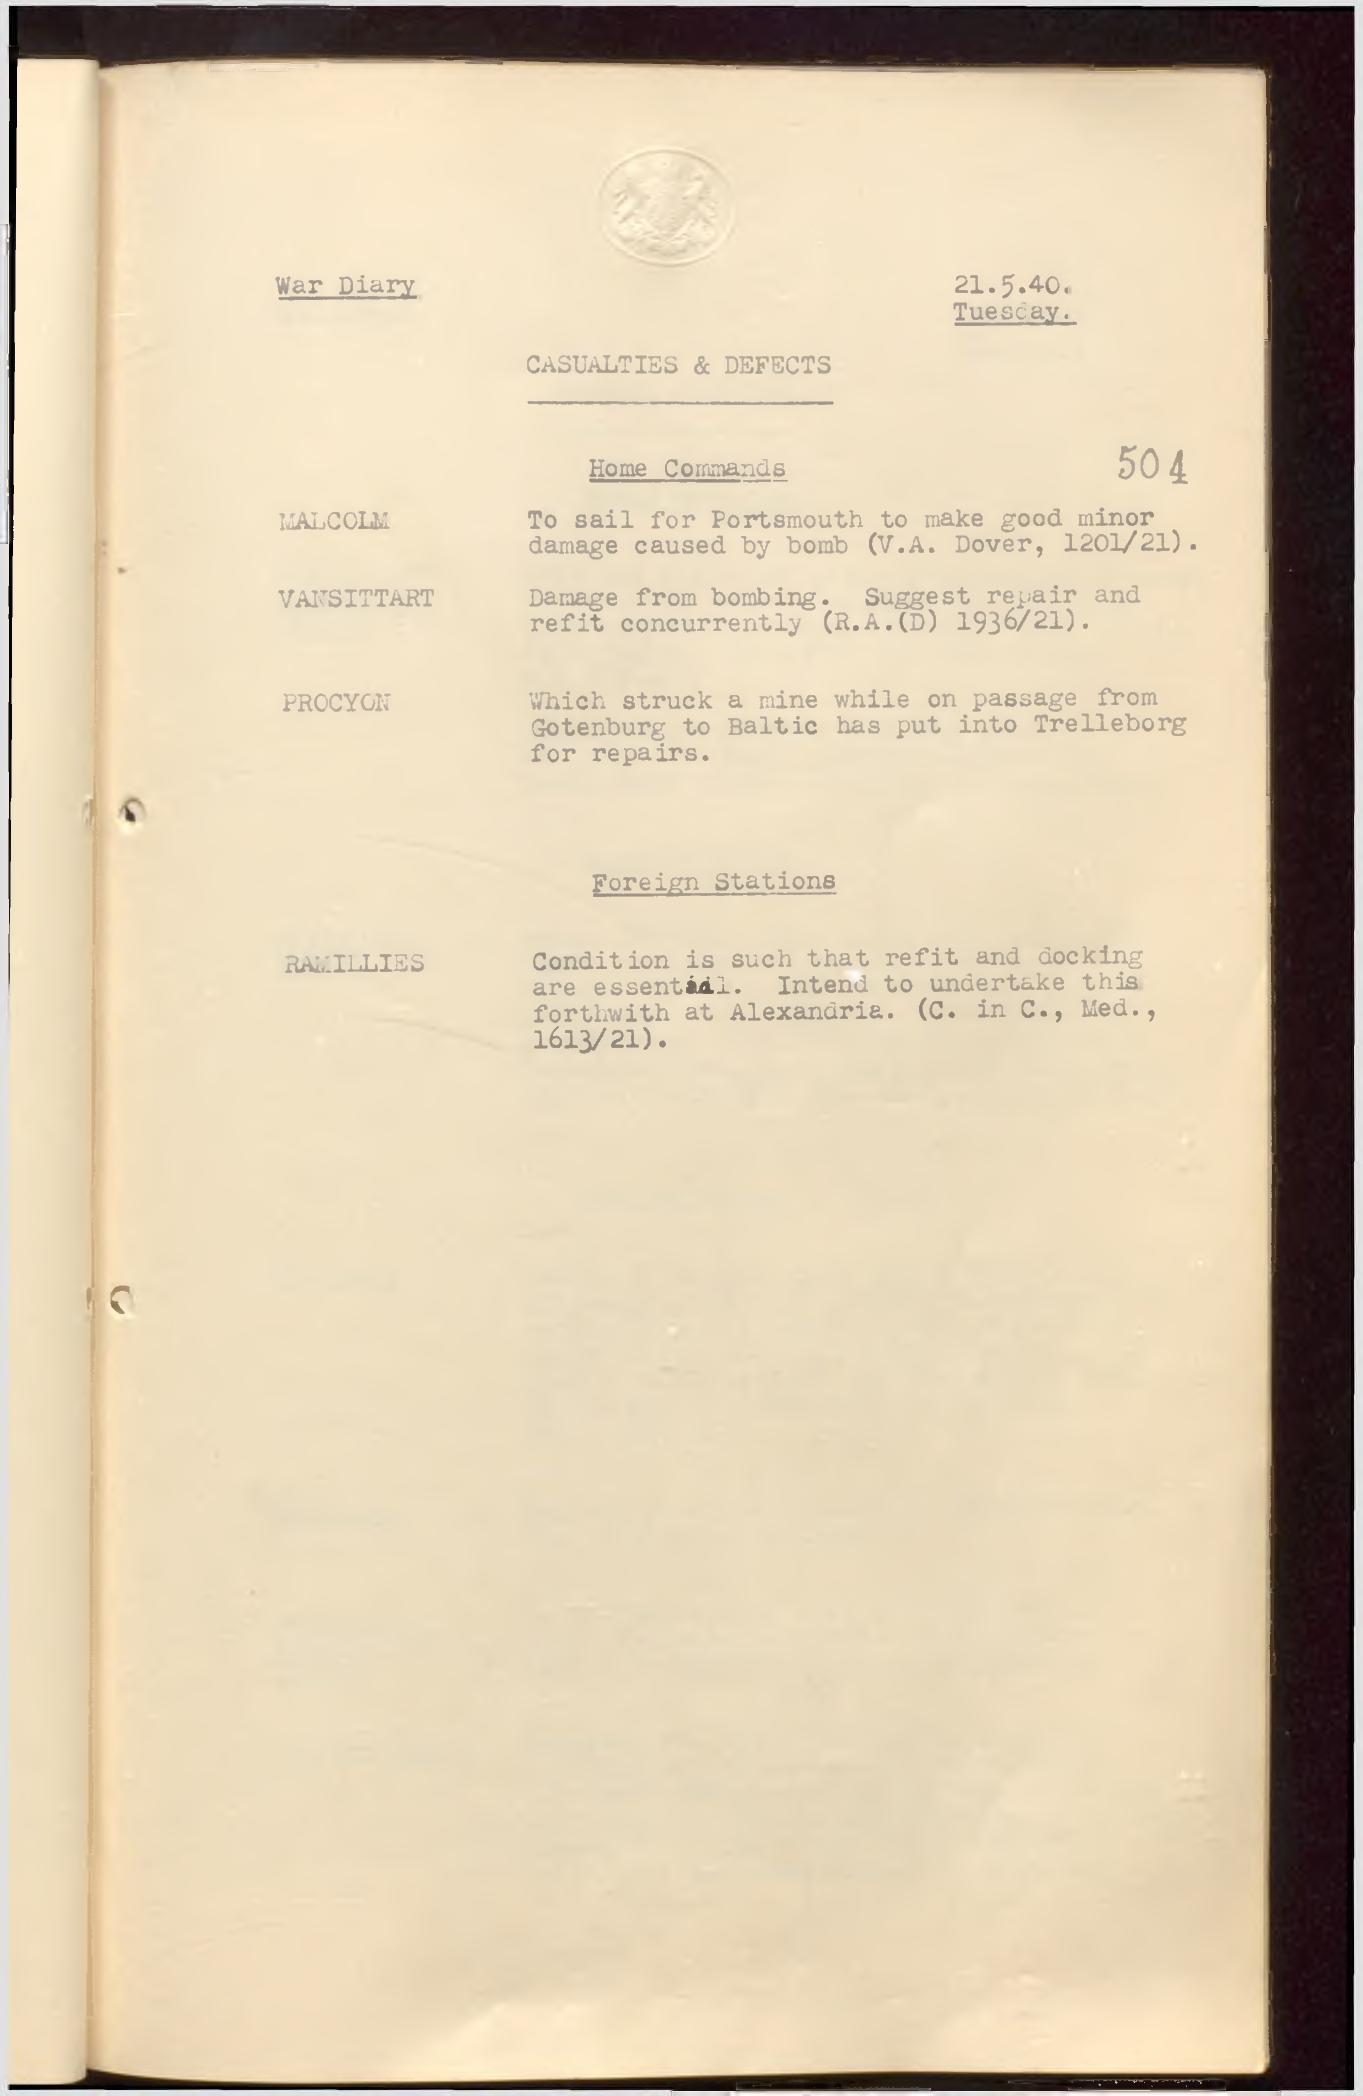 War Diary
21.5.40.
Tuesday.
CASUALTIES & DEFECTS
Home Commands
504
MALCOLM To sail for Portsmouth to make good minor
damage caused by bomb (V.A. Dover, 1201/21).
VANSITTART Damage from bombing. Suggest repair and
refit concurrently (R.A.(D) 1936/21).
PROCYON Which struck a mine while on passage from
Gotenburg to Baltic has put into Trelleborg
for repairs.
Foreign Stations
RAMILLIES Condition is such that refit and docking
are essential. Intend to undertake this
forthwith at Alexandria. (C. in C., Med.,
1613/21).